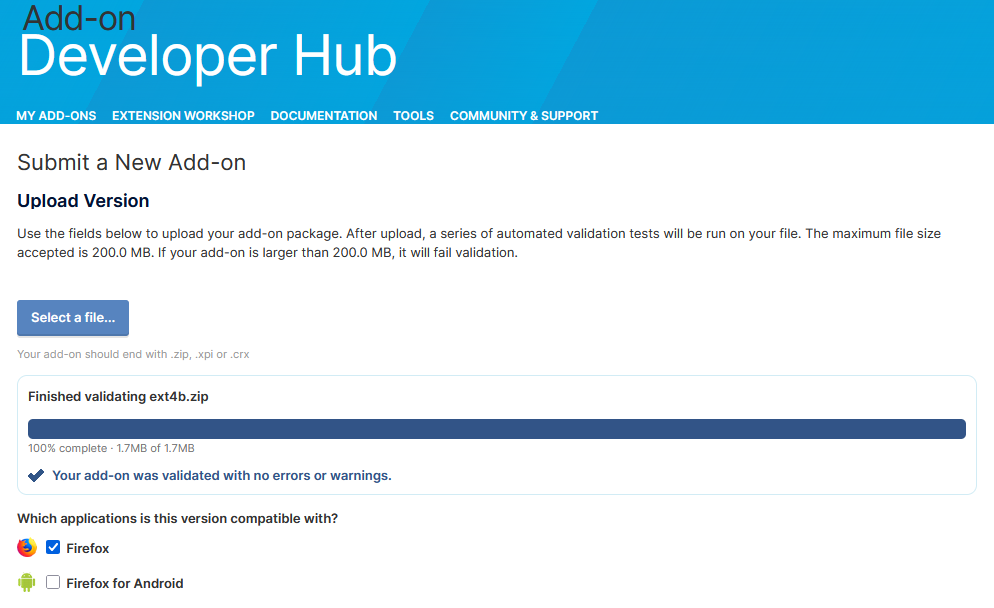 Add-on
Developer Hub
MY ADD-ONS EXTENSION WORKSHOP DOCUMENTATION TOOLS COMMUNITY & SUPPORT
Submit a New Add-on
Upload Version
Use the fields below to upload your add-on package. After upload, a series of automated validation tests will be run on your file. The maximum file size
accepted is 200.0 MB. If your add-on is larger than 200.0 MB, it will fail validation.
Select a file...
Your add-on should end with .zip, .xpi or .crx
Finished validating ext4b.zip
100% complete · 1.7MB of 1.7MB
Your add-on was validated with no errors or warnings.
Which applications is this version compatible with?
Firefox
Firefox for Android